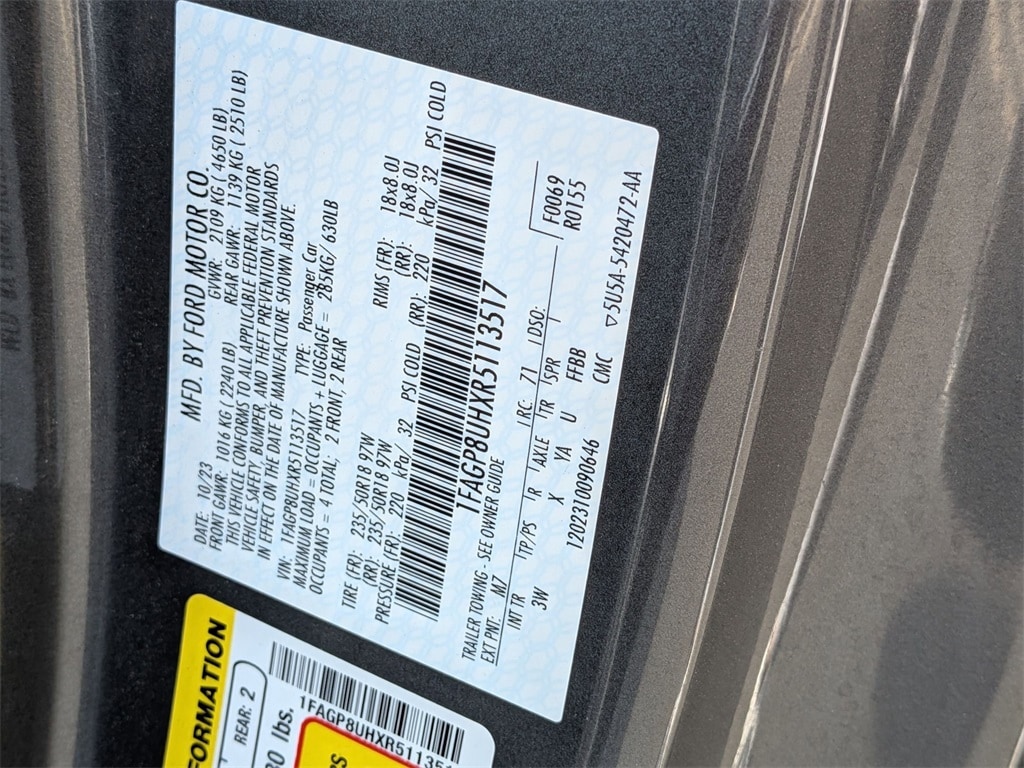 MFD. BY FORD MOTOR CO.
DATE: 10/23 GVWR: 2109 KG ( 4650 LB)
FRONT GAWR: 1016 KG (2240 LB) REAR GAWR: 1139 KG ( 2510 LB)
THIS VEHICLE CONFORMS TO ALL APPLICABLE FEDERAL MOTOR
VEHICLE SAFETY, BUMPER, AND THEFT PREVENTION STANDARDS
IN EFFECT ON THE DATE OF MANUFACTURE SHOWN ABOVE.
VIN: 1FAGP8UHXR5113517 TYPE: Passenger Car
MAXIMUM LOAD = OCCUPANTS + LUGGAGE = 285KG/ 630LB
OCCUPANTS = 4 TOTAL; 2 FRONT, 2 REAR
TIRE (FR): 235/50R18 97W RIMS (FR): 18x8.0J
(RR): 235/50R18 97W (RR): 18x8.0J
PRESSURE (FR): 220 kPa/ 32 PSI COLD (RR): 220 kPa/ 32 PSI COLD
1FAGP8UHXR5113517
TRAILER TOWING - SEE OWNER GUIDE
EXT PNT: M7 RC: 71 DSO: F0069
INT TR TP/PS R AXLE TR SPR R0155
3W X YA U FFBB
120231009064​6 CMC ▽5U5A-5420472-AA
FORMATION
REAR: 2
lbs.
1FAGP8UHXR51135